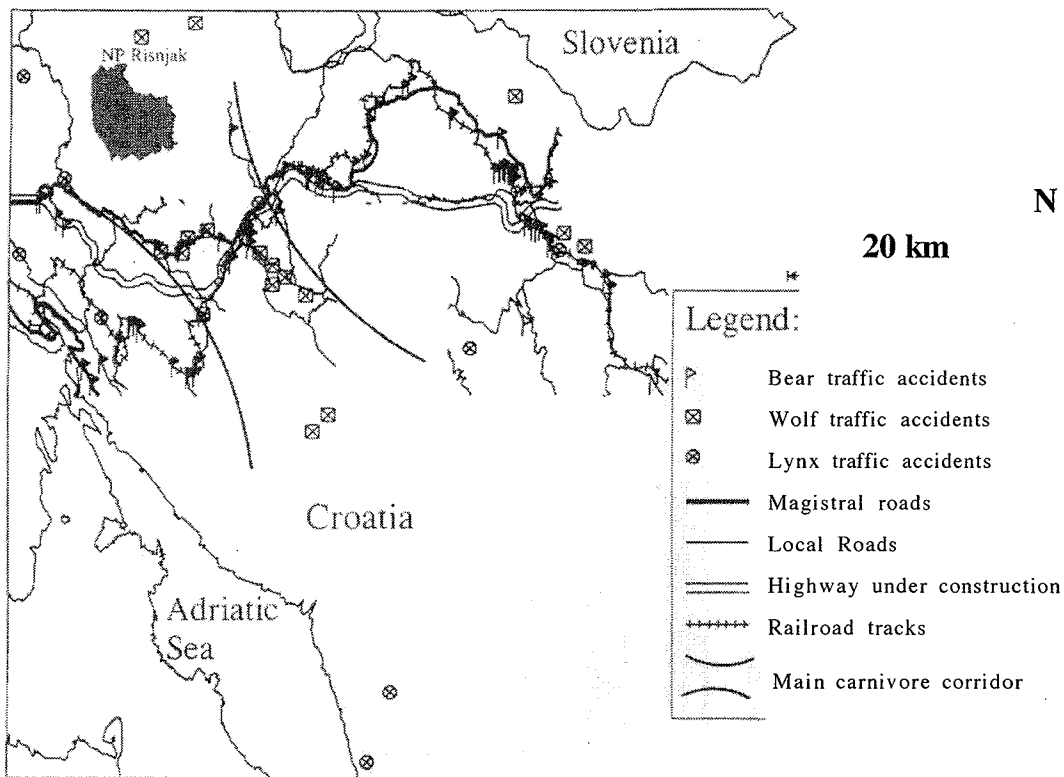 Slovenia
NP Risnjak
N
20 km
Legend:
Bear traffic accidents
Wolf traffic accidents
Lynx traffic accidents
Magistral roads
Local Roads
Highway under construction
Railroad tracks
Main carnivore corridor
Croatia
Adriatic
Sea